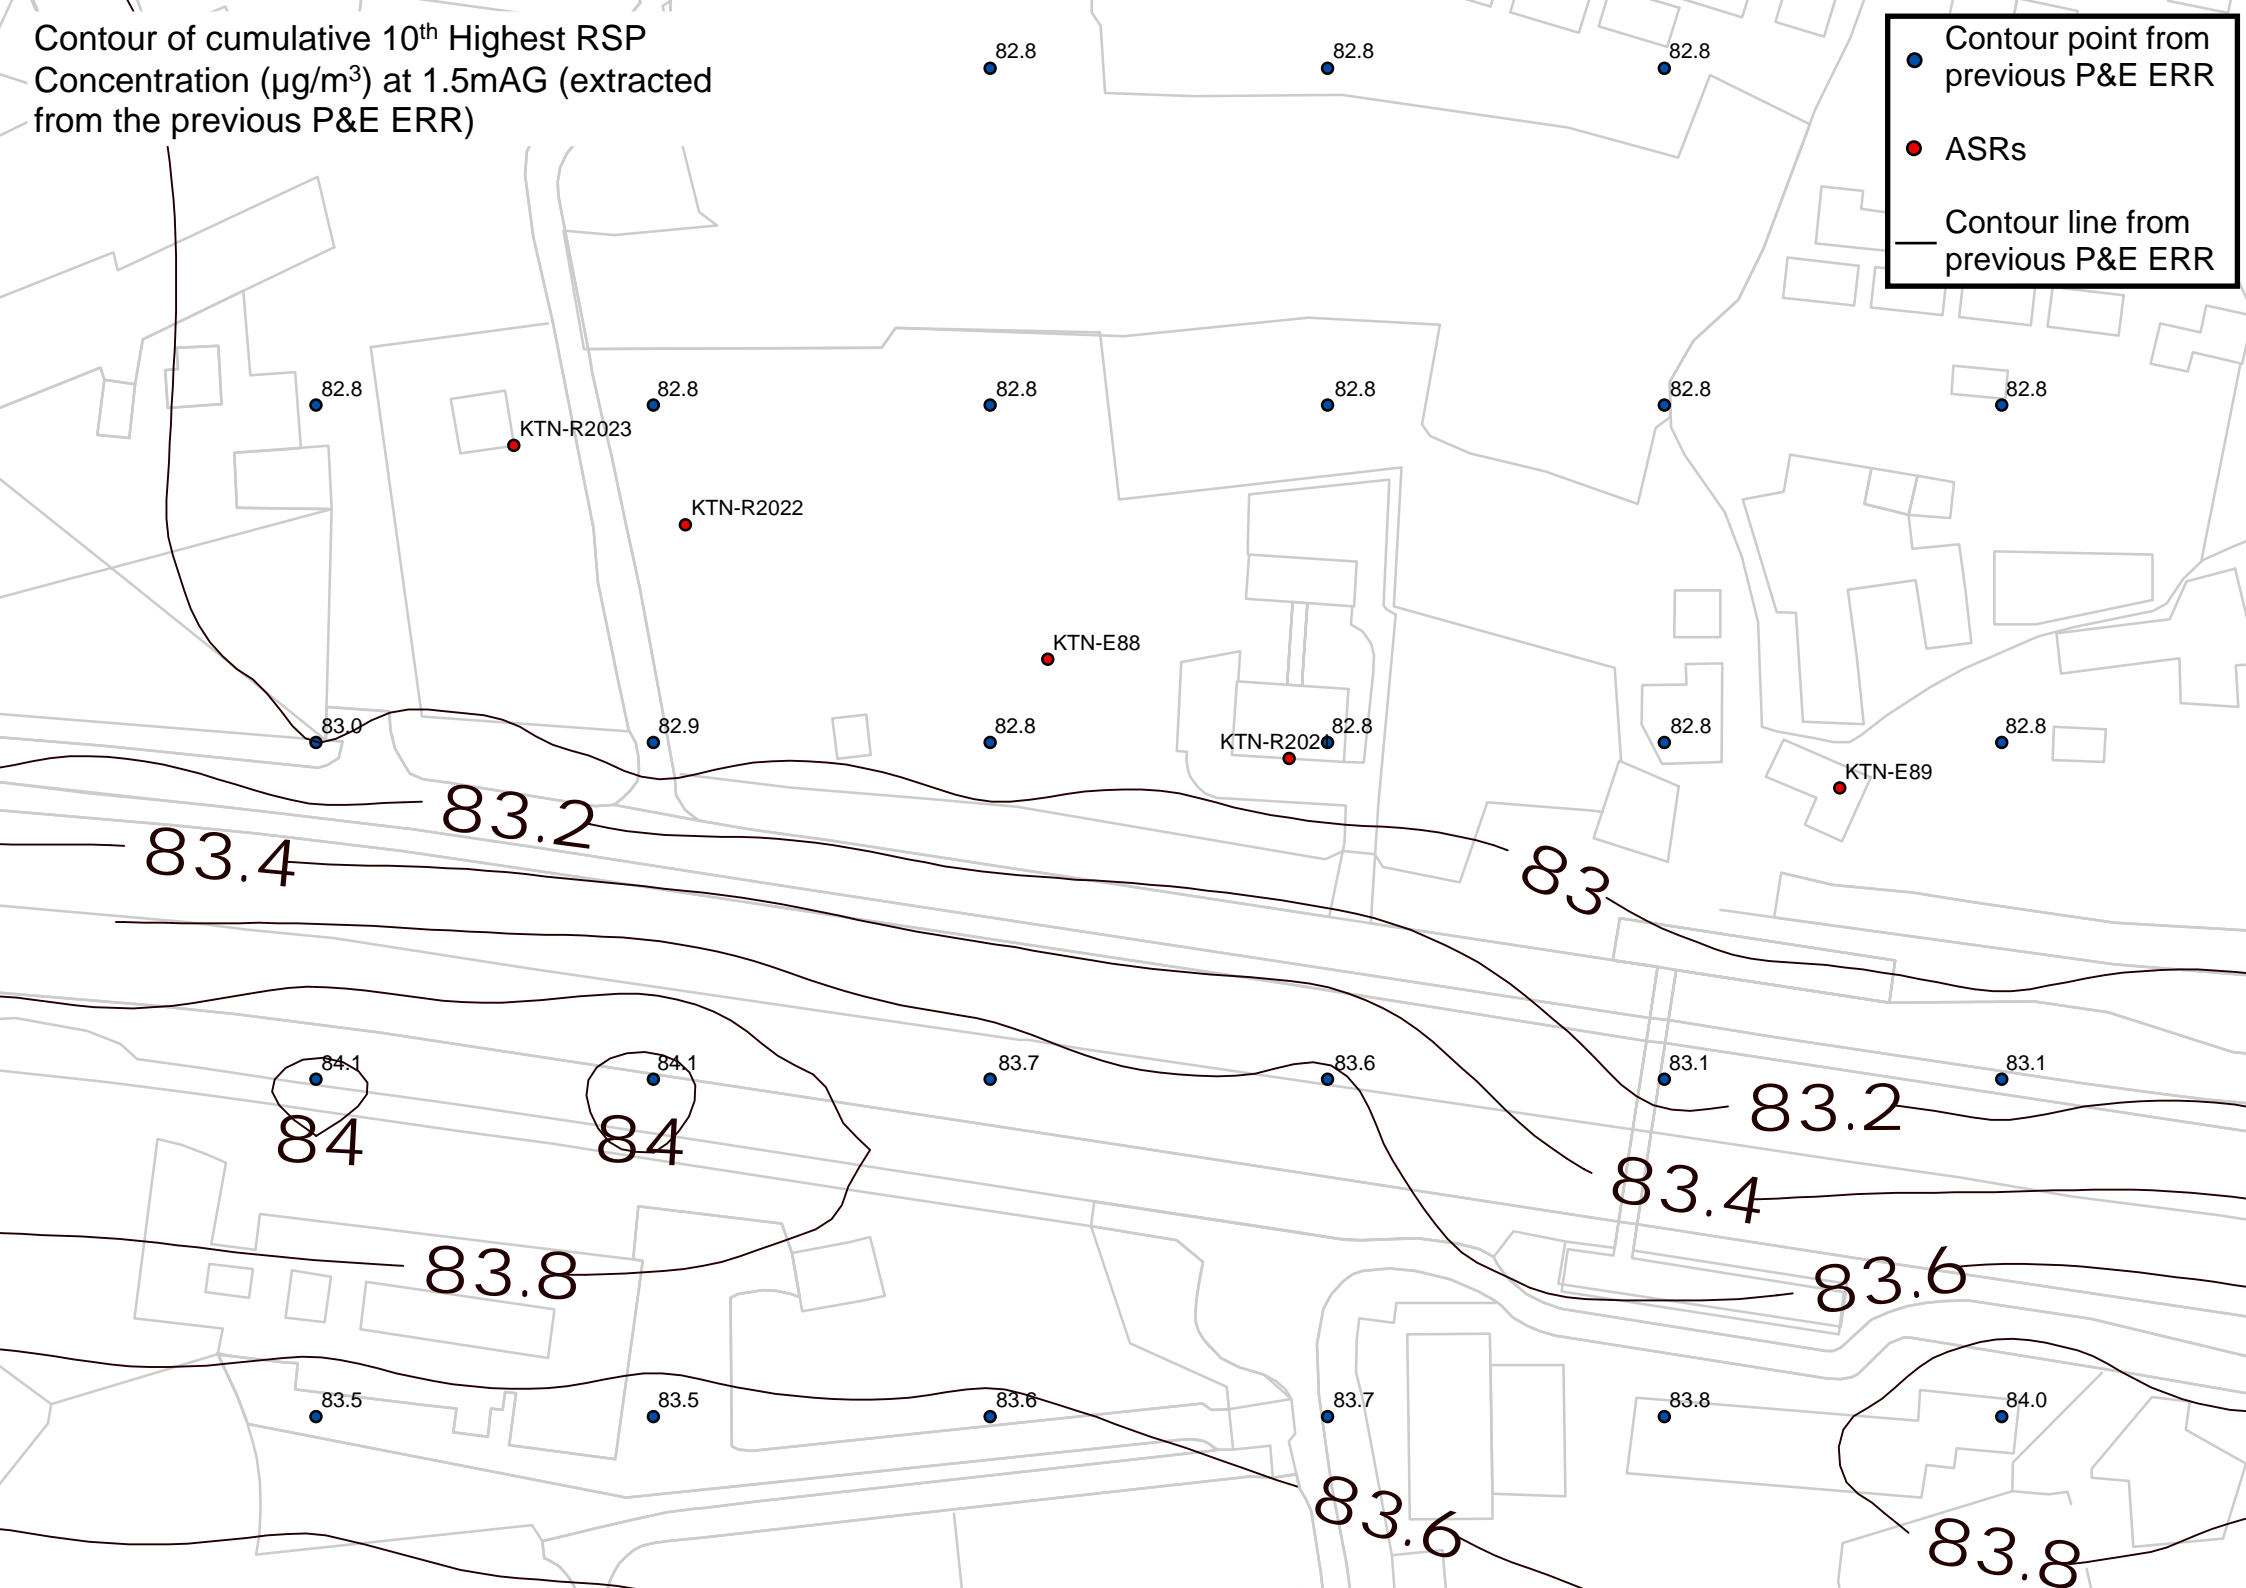 Contour of cumulative 10th Highest RSP
Concentration (µg/m3) at 1.5mAG (extracted
from the previous P&E ERR)
Contour point from
previous P&E ERR
ASRs
Contour line from
previous P&E ERR
82.8 82.8 82.8
82.8 82.8 82.8 82.8 82.8 82.8
KTN-R2023
KTN-R2022
KTN-E88
83.0 82.9 82.8 82.8 82.8 82.8
KTN-R2021
KTN-E89
83.2
83.4
83
84.1 84.1 83.7 83.6 83.1 83.1
83.2
84 84
83.4
83.8
83.6
83.5 83.5 83.6 83.7 83.8 84.0
83.6
83.8